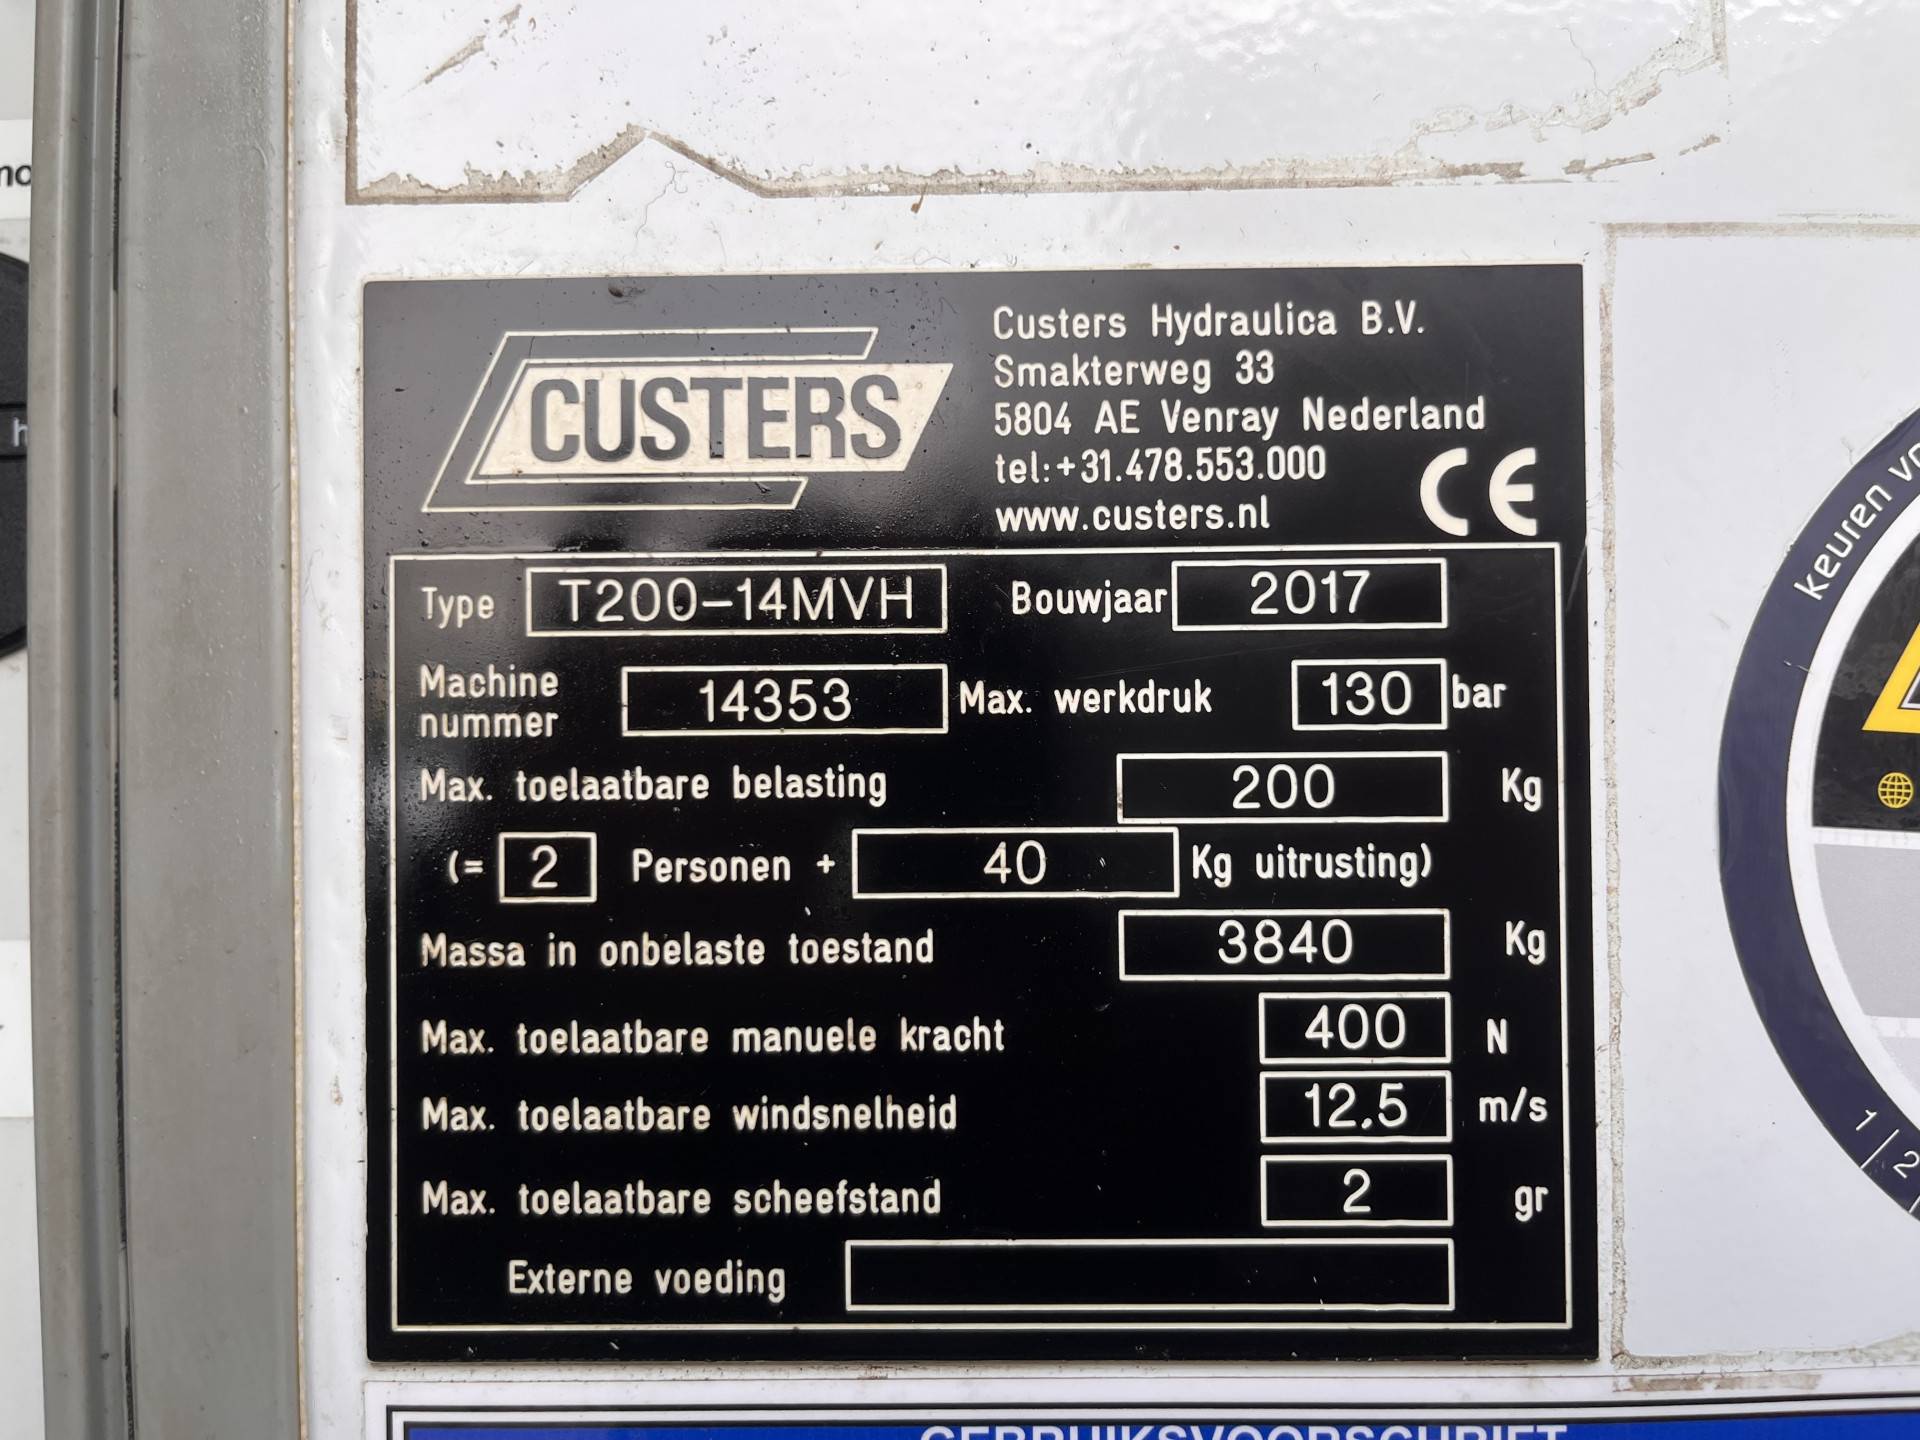 CUSTERS
Custers Hydraulica B.V.
Smakterweg 33
5804 AE Venray Nederland
tel:+31.478.553.000
www.custers.nl
CE
Type T200-14MVH Bouwjaar 2017
Machine nummer 14353 Max. werkdruk 130 bar
Max. toelaatbare belasting 200 Kg
(= 2 Personen + 40 Kg uitrusting)
Massa in onbelaste toestand 3840 Kg
Max. toelaatbare manuele kracht 400 N
Max. toelaatbare windsnelheid 12.5 m/s
Max. toelaatbare scheefstand 2 gr
Externe voeding
keuren
1 2
GEBRUIKSVOORSCHRIFT